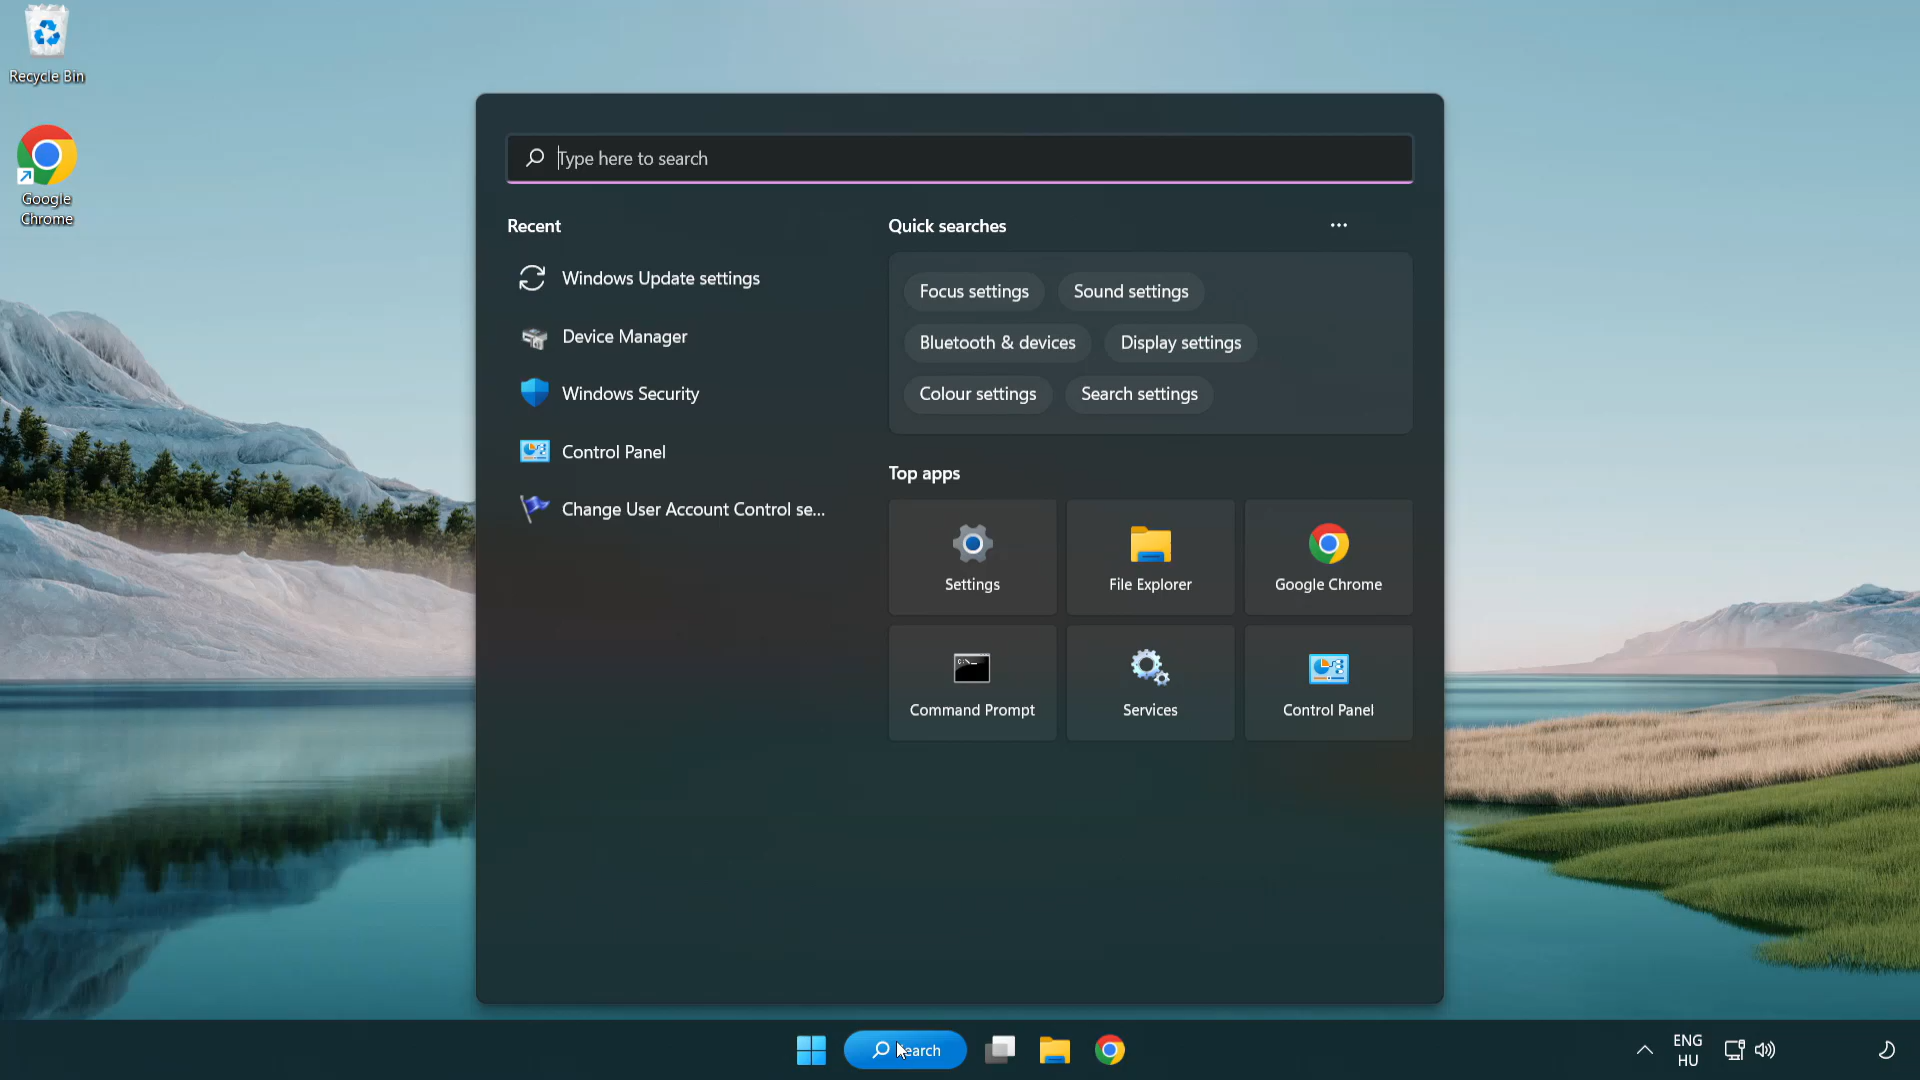 Recycle Bin
Google
Chrome
Type here to search
Recent
Windows Update settings
Device Manager
Windows Security
Control Panel
Change User Account Control se...
Quick searches
Focus settings
Sound settings
Bluetooth & devices
Display settings
Colour settings
Search settings
Top apps
Settings
File Explorer
Google Chrome
Command Prompt
Services
Control Panel
Search
ENG
HU